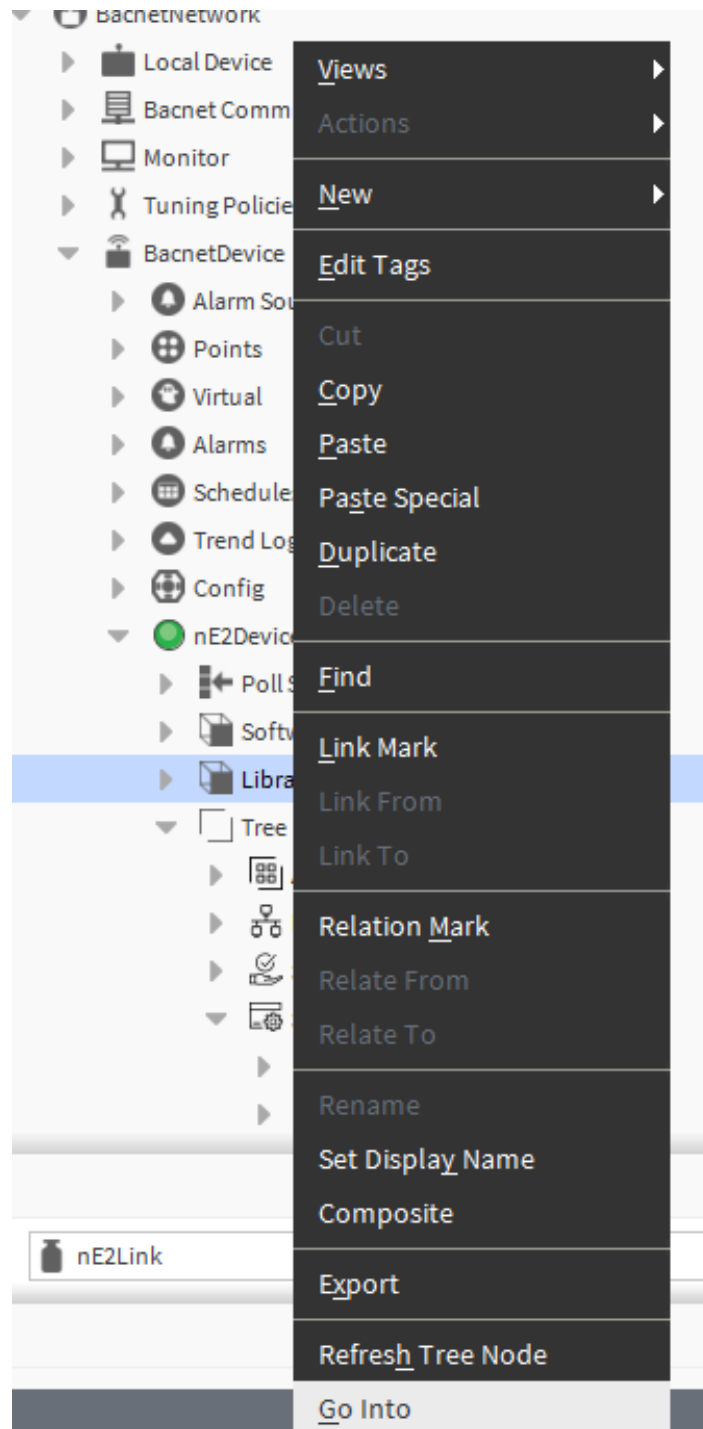 BacnetNetwork
Local Device
Bacnet Comm
Monitor
Tuning Policie
BacnetDevice
Alarm Sou
Points
Virtual
Alarms
Schedule
Trend Log
Config
nE2Device
Poll S
Softw
Libra
Tree
nE2Link
Views
Actions
New
Edit Tags
Cut
Copy
Paste
Paste Special
Duplicate
Delete
Find
Link Mark
Link From
Link To
Relation Mark
Relate From
Relate To
Rename
Set Display Name
Composite
Export
Refresh Tree Node
Go Into